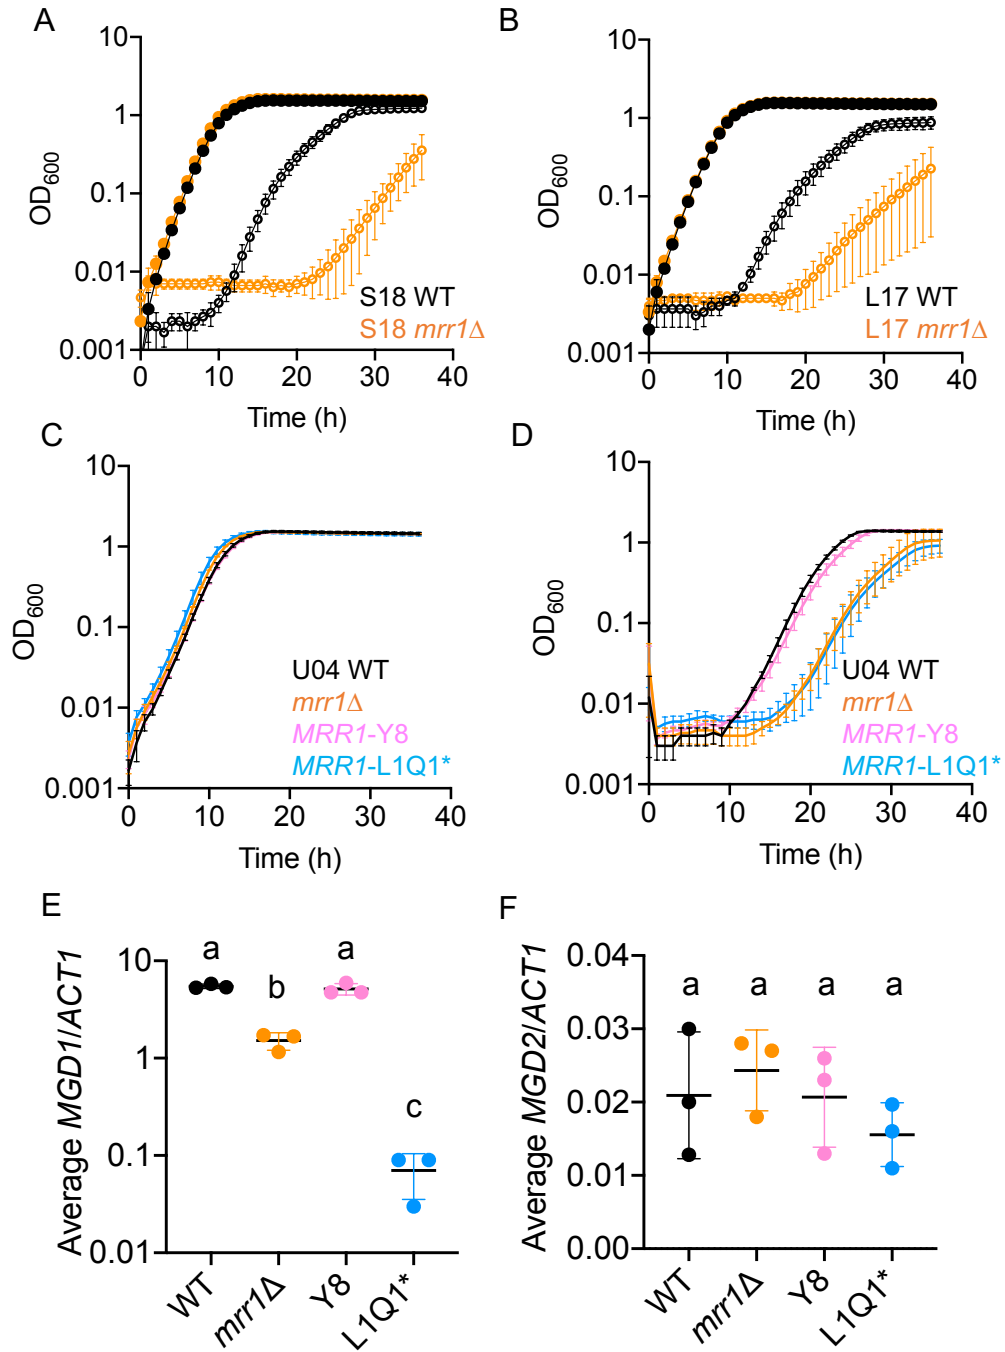 A
10
1
0.1
0.01
0.001
OD600
S18 WT
S18 mrr1Δ
0 10 20 30 40
Time (h)
B
10
1
0.1
0.01
0.001
OD600
L17 WT
L17 mrr1Δ
0 10 20 30 40
Time (h)
C
10
1
0.1
0.01
0.001
OD600
U04 WT
mrr1Δ
MRR1-Y8
MRR1-L1Q1*
0 10 20 30 40
Time (h)
D
10
1
0.1
0.01
0.001
OD600
U04 WT
mrr1Δ
MRR1-Y8
MRR1-L1Q1*
0 10 20 30 40
Time (h)
E
10
1
0.1
0.01
Average MGD1/ACT1
a b a c
WT mrr1Δ Y8 L1Q1*
F
0.04
0.03
0.02
0.01
0.00
Average MGD2/ACT1
a a a a
WT mrr1Δ Y8 L1Q1*